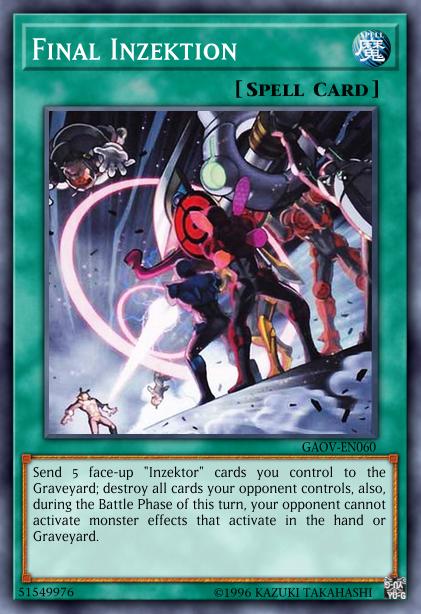 FINAL INZEKTION
SPELL
魔
[SPELL CARD]
GAOV-EN060
Send 5 face-up "Inzektor" cards you control to the
Graveyard; destroy all cards your opponent controls, also,
during the Battle Phase of this turn, your opponent cannot
activate monster effects that activate in the hand or
Graveyard.
51549976
©1996 KAZUKI TAKAHASHI